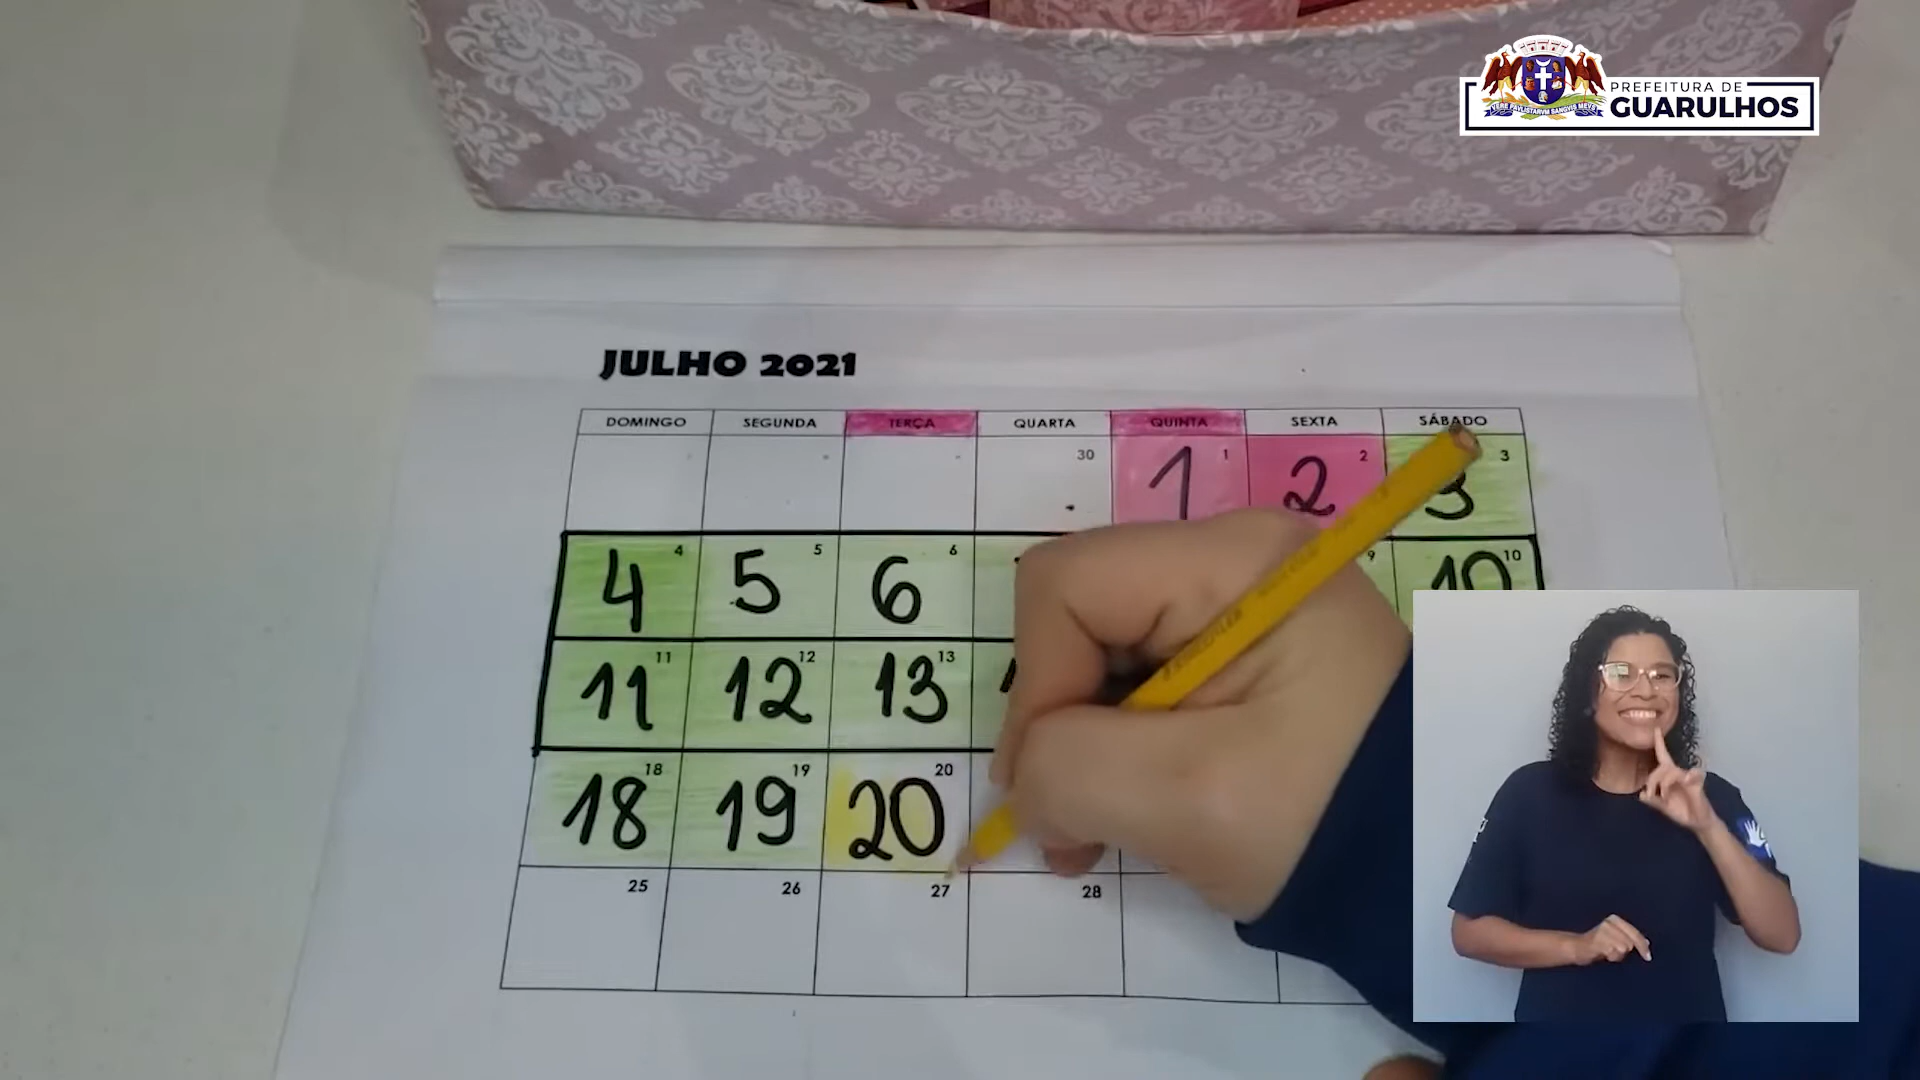 PREFEITURA DE
GUARULHOS
JULHO 2021
DOMINGO SEGUNDA TERÇA QUARTA QUINTA SEXTA SÁBADO
30 1 2 3
1 2 3
4 5 6 9 10
4 5 6 10
11 12 13
11 12 13
18 19 20
18 19 20
25 26 27 28